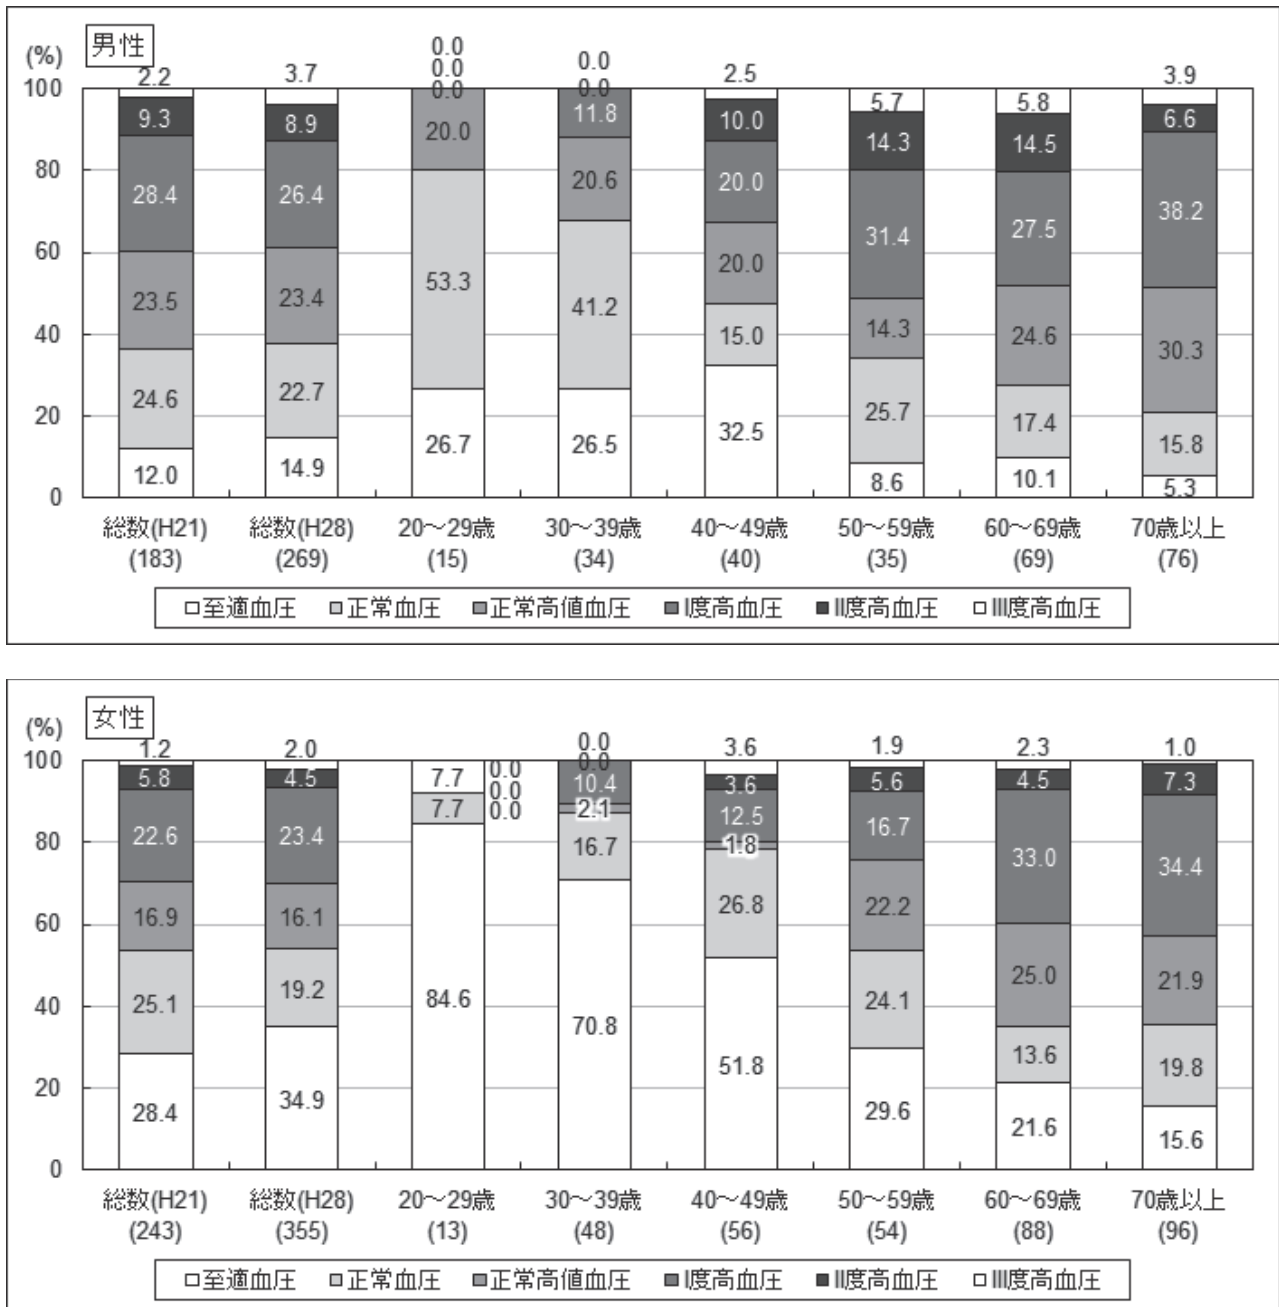 男性
(%)
0.0
0.0 0.0
2.2 3.7 0.0 0.0 2.5 5.7 5.8 3.9
100
9.3 8.9 20.0 11.8 10.0 14.3 14.5 6.6
80
28.4 26.4 20.6 20.0 31.4 27.5 38.2
60
23.5 23.4 53.3 41.2 20.0 14.3 24.6 30.3
40
24.6 22.7 15.0 25.7 17.4 15.8
20
12.0 14.9 26.7 26.5 32.5 8.6 10.1 5.3
0
総数(H21) 総数(H28) 20～29歳 30～39歳 40～49歳 50～59歳 60～69歳 70歳以上
(183) (269) (15) (34) (40) (35) (69) (76)
□至適血圧 □正常血圧 ■正常高値血圧 ■I度高血圧 ■II度高血圧 □III度高血圧
女性
(%)
0.0
1.2 2.0 7.7 0.0 0.0 3.6 1.9 2.3 1.0
100
5.8 4.5 7.7 0.0 10.4 3.6 5.6 4.5 7.3
0.0 2.1 12.5
80
22.6 23.4 16.7 1.8 16.7 33.0 34.4
60
16.9 16.1 26.8 22.2 25.0 21.9
40
25.1 19.2 84.6 70.8 51.8 24.1 13.6 19.8
20
28.4 34.9 29.6 21.6 15.6
0
総数(H21) 総数(H28) 20～29歳 30～39歳 40～49歳 50～59歳 60～69歳 70歳以上
(243) (355) (13) (48) (56) (54) (88) (96)
□至適血圧 □正常血圧 ■正常高値血圧 ■I度高血圧 ■II度高血圧 □III度高血圧